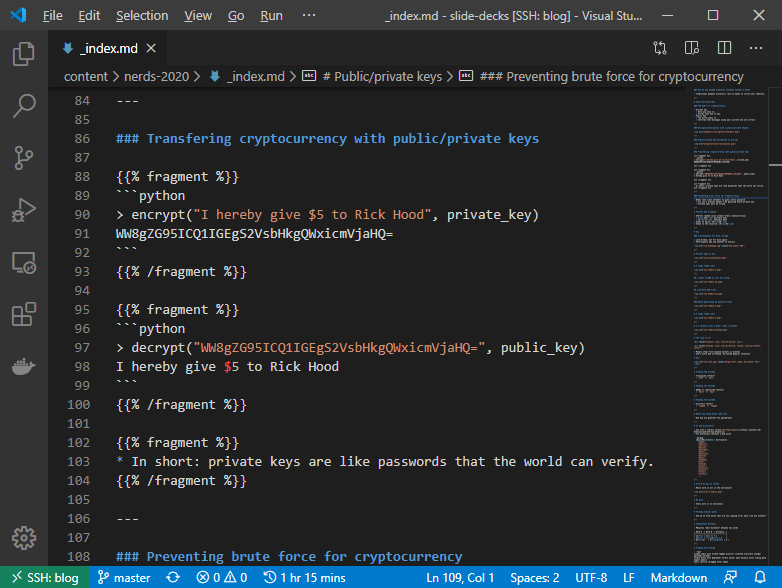 File Edit Selection View Go Run ··· _index.md - slide-decks [SSH: blog] - Visual Stu...
_index.md
content > nerds-2020 > _index.md > # Public/private keys > ### Preventing brute force for cryptocurrency
84 ---
85
86 ### Transfering cryptocurrency with public/private keys
87
88 {{% fragment %}}
89 ```python
90 > encrypt("I hereby give $5 to Rick Hood", private_key)
91 WW8gZG95ICQ1IGEgS2VsbHkgQWxicmVjaHQ=
92 ```
93 {{% /fragment %}}
94
95 {{% fragment %}}
96 ```python
97 > decrypt("WW8gZG95ICQ1IGEgS2VsbHkgQWxicmVjaHQ=", public_key)
98 I hereby give $5 to Rick Hood
99 ```
100 {{% /fragment %}}
101
102 {{% fragment %}}
103 * In short: private keys are like passwords that the world can verify.
104 {{% /fragment %}}
105
106 ---
107
108 ### Preventing brute force for cryptocurrency
SSH: blog master 0 0 1 hr 15 mins Ln 109, Col 1 Spaces: 2 UTF-8 LF Markdown